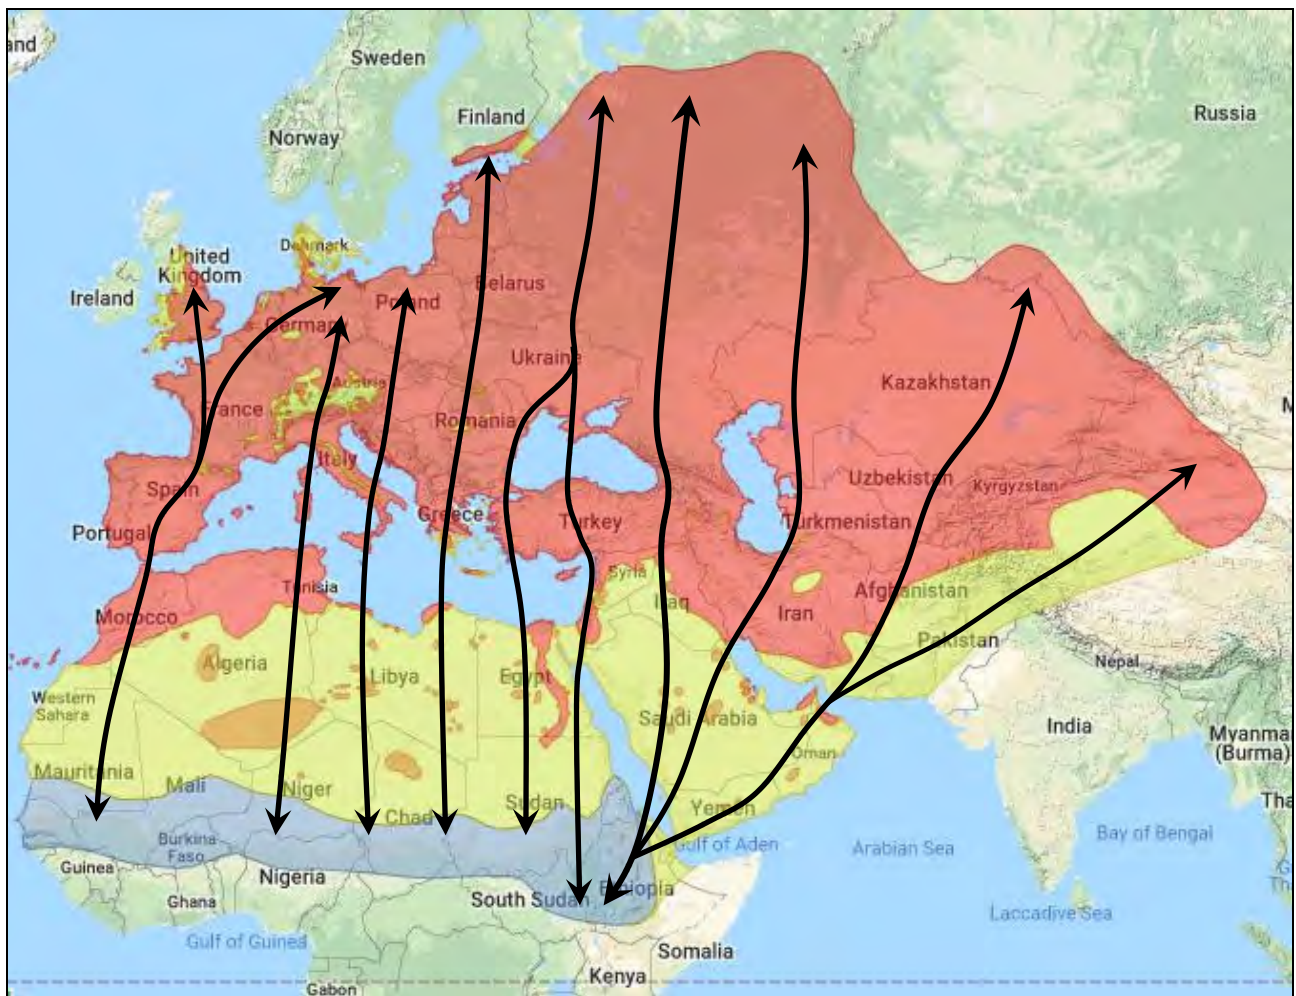 and
Sweden
Finland
Norway
Russia
United
Kingdom
Denmark
Ireland
Belarus
Poland
Germany
Ukraine
Austria
France
Kazakhstan
Romania
M
Italy
Spain
Uzbekistan
Kyrgyzstan
Greece
Turkey
Turkmenistan
Portugal
Syria
Tunisia
Afghanistan
Iraq
Iran
Morocco
Pakistan
Nepal
Algeria
Libya
Egypt
Western
Sahara
Saudi Arabia
India
Myanmar
(Burma)
Oman
Mauritania
Mali
Niger
Chad
Sudan
Yemen
Tha
Burkina
Faso
Gulf of Aden
Arabian Sea
Bay of Bengal
Guinea
Nigeria
G
Th
Ghana
South Sudan
Ethiopia
Laccadive Sea
Gulf of Guinea
Somalia
Kenya
Gabon